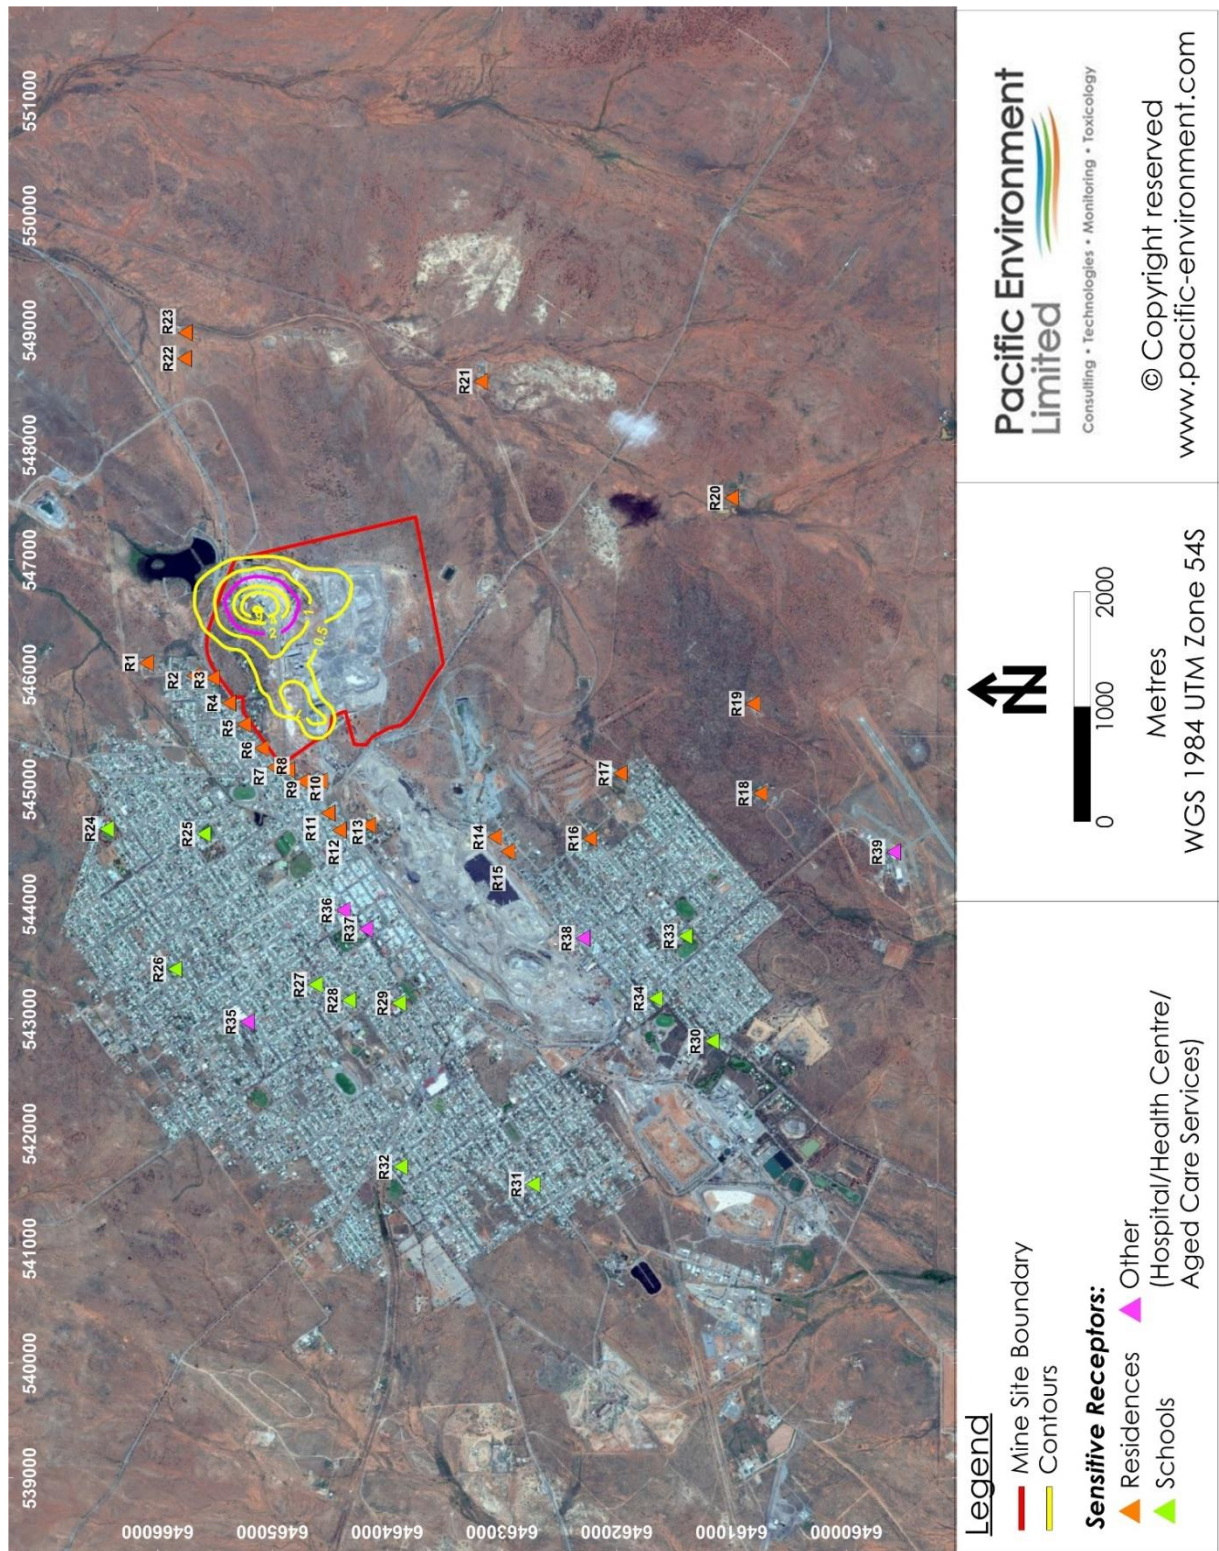 539000
540000
541000
542000
543000
544000
545000
546000
547000
548000
549000
550000
551000
6466000
6465000
6464000
6463000
6462000
6461000
6460000
R1
R2
R3
R4
R5
R6
R7
R8
R9
R10
R11
R12
R13
R14
R15
R16
R17
R18
R19
R20
R21
R22
R23
R24
R25
R26
R27
R28
R29
R30
R31
R32
R33
R34
R35
R36
R37
R38
R39
0.5
1
2
Legend
Mine Site Boundary
Contours
Sensitive Receptors:
Residences
Schools
Other
(Hospital/Health Centre/
Aged Care Services)
N
0 1000 2000
Metres
WGS 1984 UTM Zone 54S
Pacific Environment
Limited
Consulting • Technologies • Monitoring • Toxicology
© Copyright reserved
www.pacific-environment.com